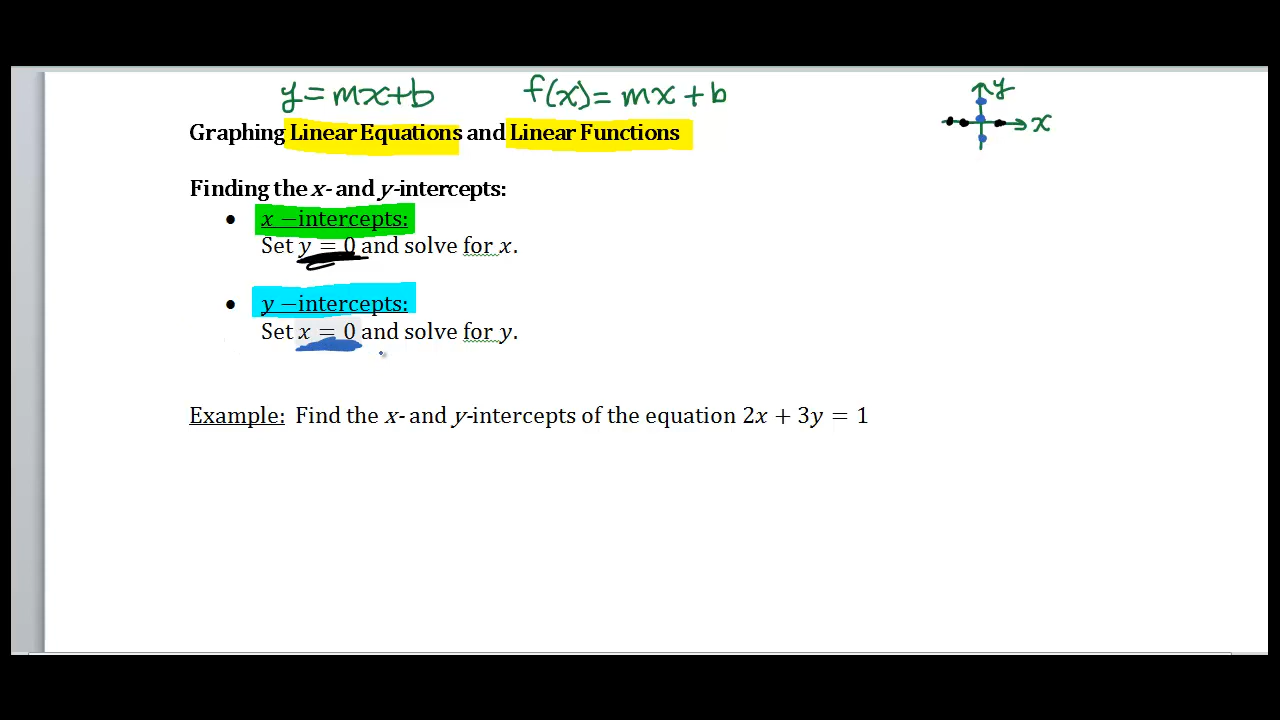 y = mx+b f(x) = mx + b
y
x
Graphing Linear Equations and Linear Functions
Finding the x- and y-intercepts:
• x −intercepts:
Set y = 0 and solve for x.
• y −intercepts:
Set x = 0 and solve for y.
Example: Find the x- and y-intercepts of the equation 2x + 3y = 1